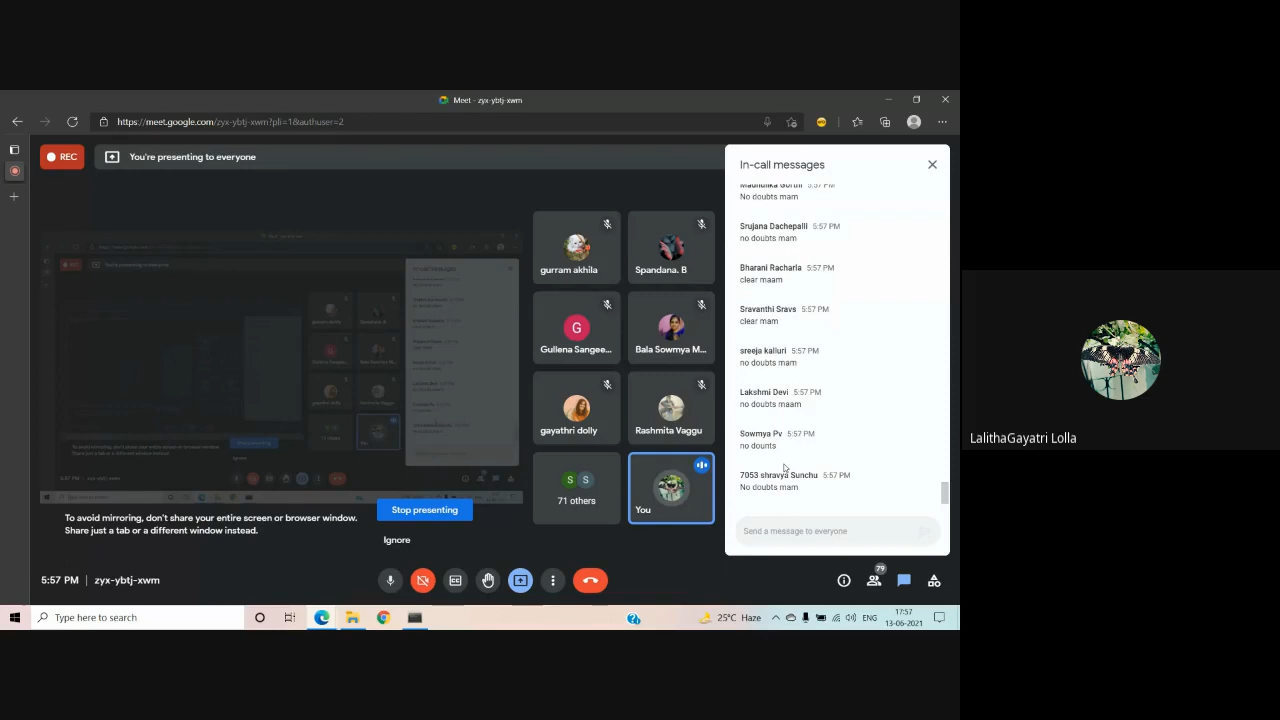 Meet - zyx-ybtj-xwm
https://meet.google.com/zyx-ybtj-xwm?pli=1&authuser=2
REC
You're presenting to everyone
In-call messages
Madhulika Gorthi 5:57 PM
No doubts mam
Srujana Dachepalli 5:57 PM
no doubts mam
Bharani Racharla 5:57 PM
clear maam
Sravanthi Sravs 5:57 PM
clear mam
sreeja kalluri 5:57 PM
no doubts mam
Lakshmi Devi 5:57 PM
no doubts maam
Sowmya Pv 5:57 PM
no dounts
7053 shravya Sunchu 5:57 PM
No doubts mam
Send a message to everyone
gurram akhila
Spandana. B
G
Gullena Sangee...
Bala Sowmya M...
gayathri dolly
Rashmita Vaggu
S S
71 others
You
To avoid mirroring, don't share your entire screen or browser window.
Share just a tab or a different window instead.
Stop presenting
Ignore
5:57 PM | zyx-ybtj-xwm
79
Type here to search
25°C Haze
ENG
17:57
13-06-2021
LalithaGayatri Lolla